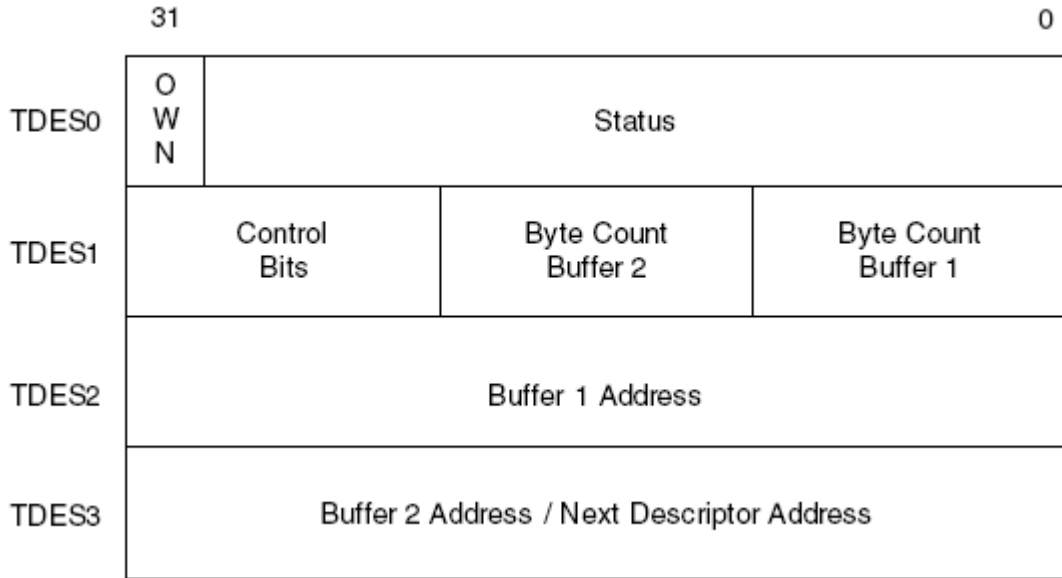 31 0
TDES0
O
W
N
Status
TDES1
Control
Bits
Byte Count
Buffer 2
Byte Count
Buffer 1
TDES2
Buffer 1 Address
TDES3
Buffer 2 Address / Next Descriptor Address